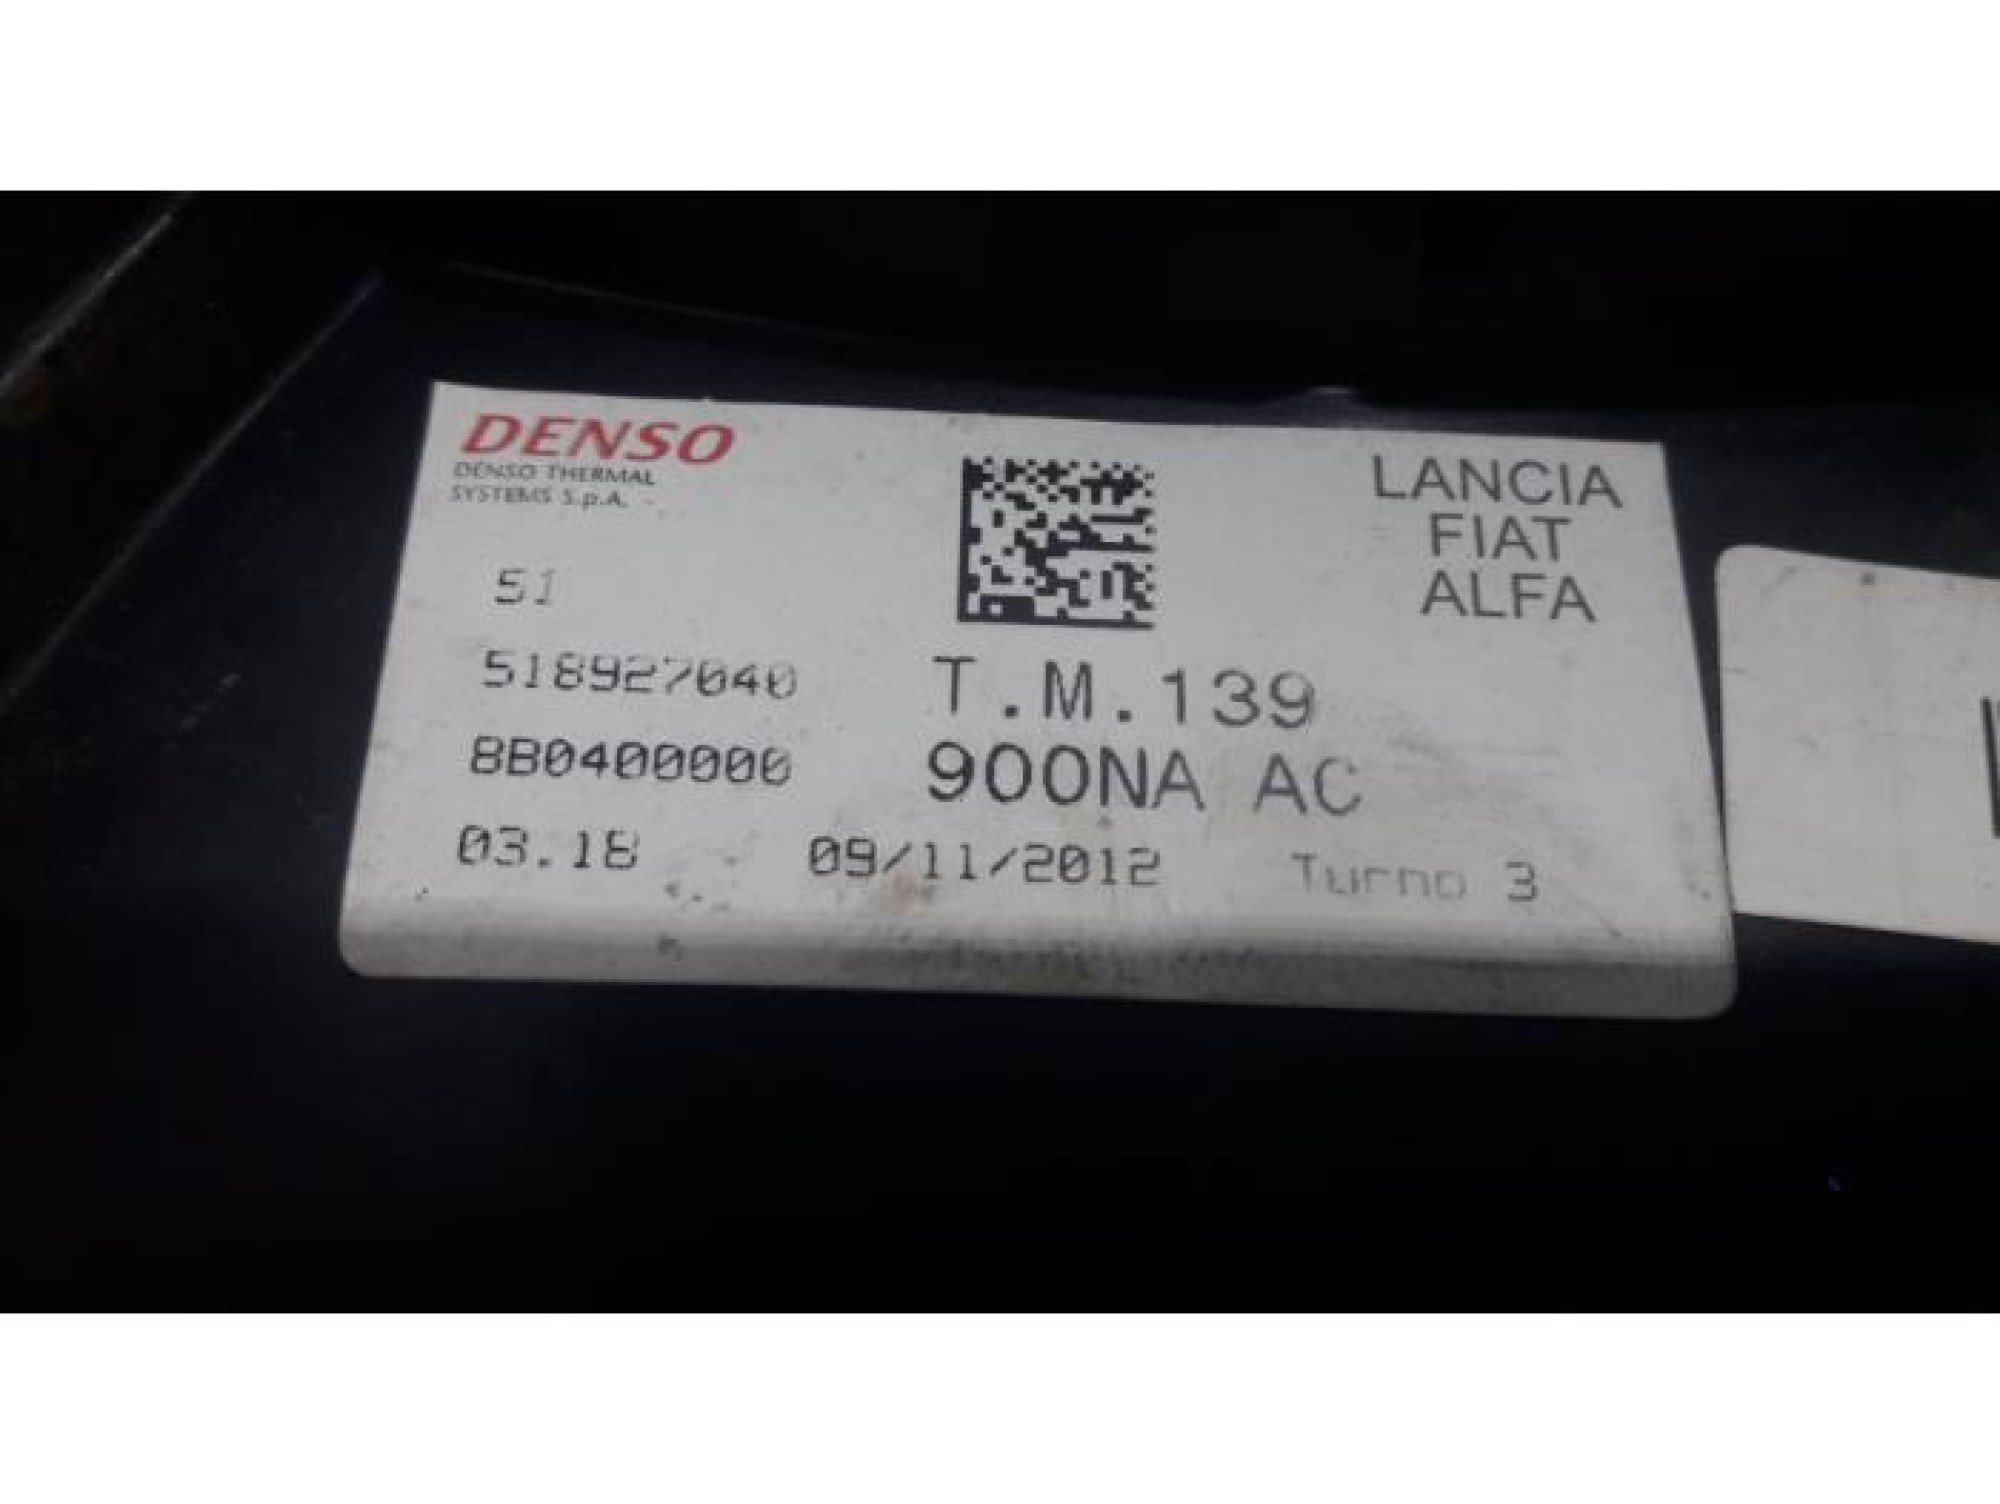 DENSO
DENSO THERMAL
SYSTEMS S.p.A.
LANCIA
FIAT
ALFA
51
518927040
T.M.139
8B0400000
900NA AC
03.18
09/11/2012
Turno 3